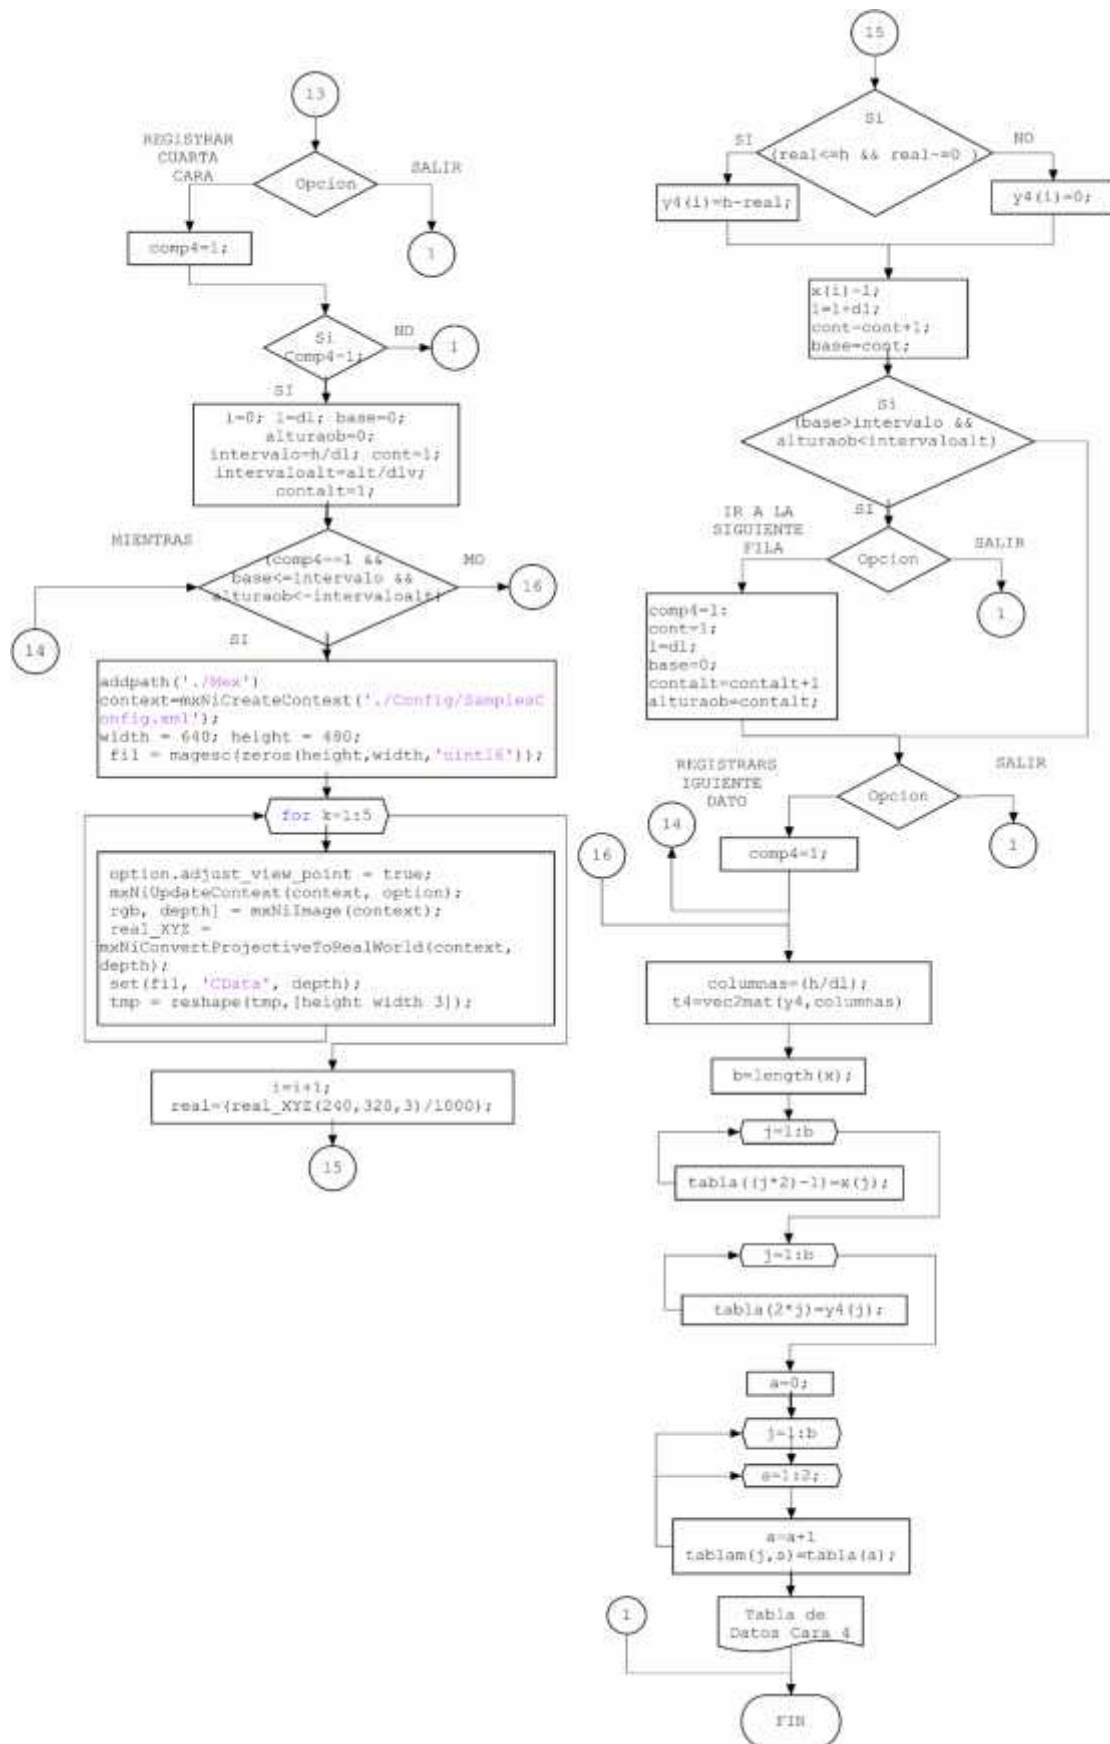 13
REGISTRAR
CUARTA
CARA
SALIR
Opcion
comp4=1;
1
Si
Comp4=1;
NO
1
SI
i=0; l=dl; base=0;
alturaob=0;
intervalo=h/dl; cont=1;
intervaloalt=alt/dlv;
contalt=1;
MIENTRAS
(comp4==1 &&
base<=intervalo &&
alturaob<=intervaloalt)
MO
16
14
SI
addpath('./Mex')
context=mxNiCreateContext('./Config/SamplesC
onfig.xml');
width = 640; height = 480;
fil = magesc(zeros(height,width,'uint16'));
for k=1:5
option.adjust_view_point = true;
mxNiUpdateContext(context, option);
rgb, depth] = mxNiImage(context);
real_XYZ =
mxNiConvertProjectiveToRealWorld(context,
depth);
set(fil, 'CData', depth);
tmp = reshape(tmp,[height width 3]);
i=i+1;
real=(real_XYZ(240,320,3)/1000);
15
15
Si
(real<=h && real~=0 )
SI
NO
y4(i)=h-real;
y4(i)=0;
x(i)=l;
l=l+dl;
cont=cont+1;
base=cont;
Si
(base>intervalo &&
alturaob<intervaloalt)
SI
IR A LA
SIGUIENTE
FILA
Opcion
SALIR
1
comp4=1:
cont=1;
l=dl;
base=0;
contalt=contalt+1
alturaob=contalt;
REGISTRARS
IGUIENTE
DATO
Opcion
SALIR
1
14
16
comp4=1;
columnas=(h/dl);
t4=vec2mat(y4,columnas)
b=length(x);
j=1:b
tabla((j*2)-1)=x(j);
j=1:b
tabla(2*j)=y4(j);
a=0;
j=1:b
s=1:2;
a=a+1
tablam(j,s)=tabla(a);
1
Tabla de
Datos Cara 4
FIN